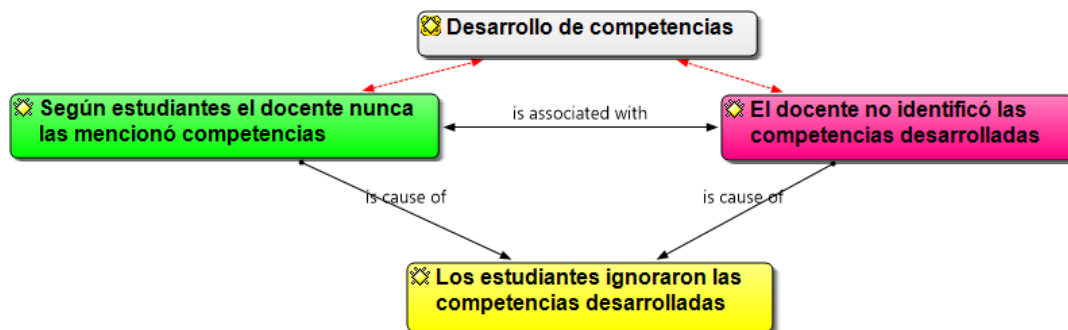 Desarrollo de competencias
Según estudiantes el docente nunca
las mencionó competencias
is associated with
El docente no identificó las
competencias desarrolladas
is cause of
is cause of
Los estudiantes ignoraron las
competencias desarrolladas